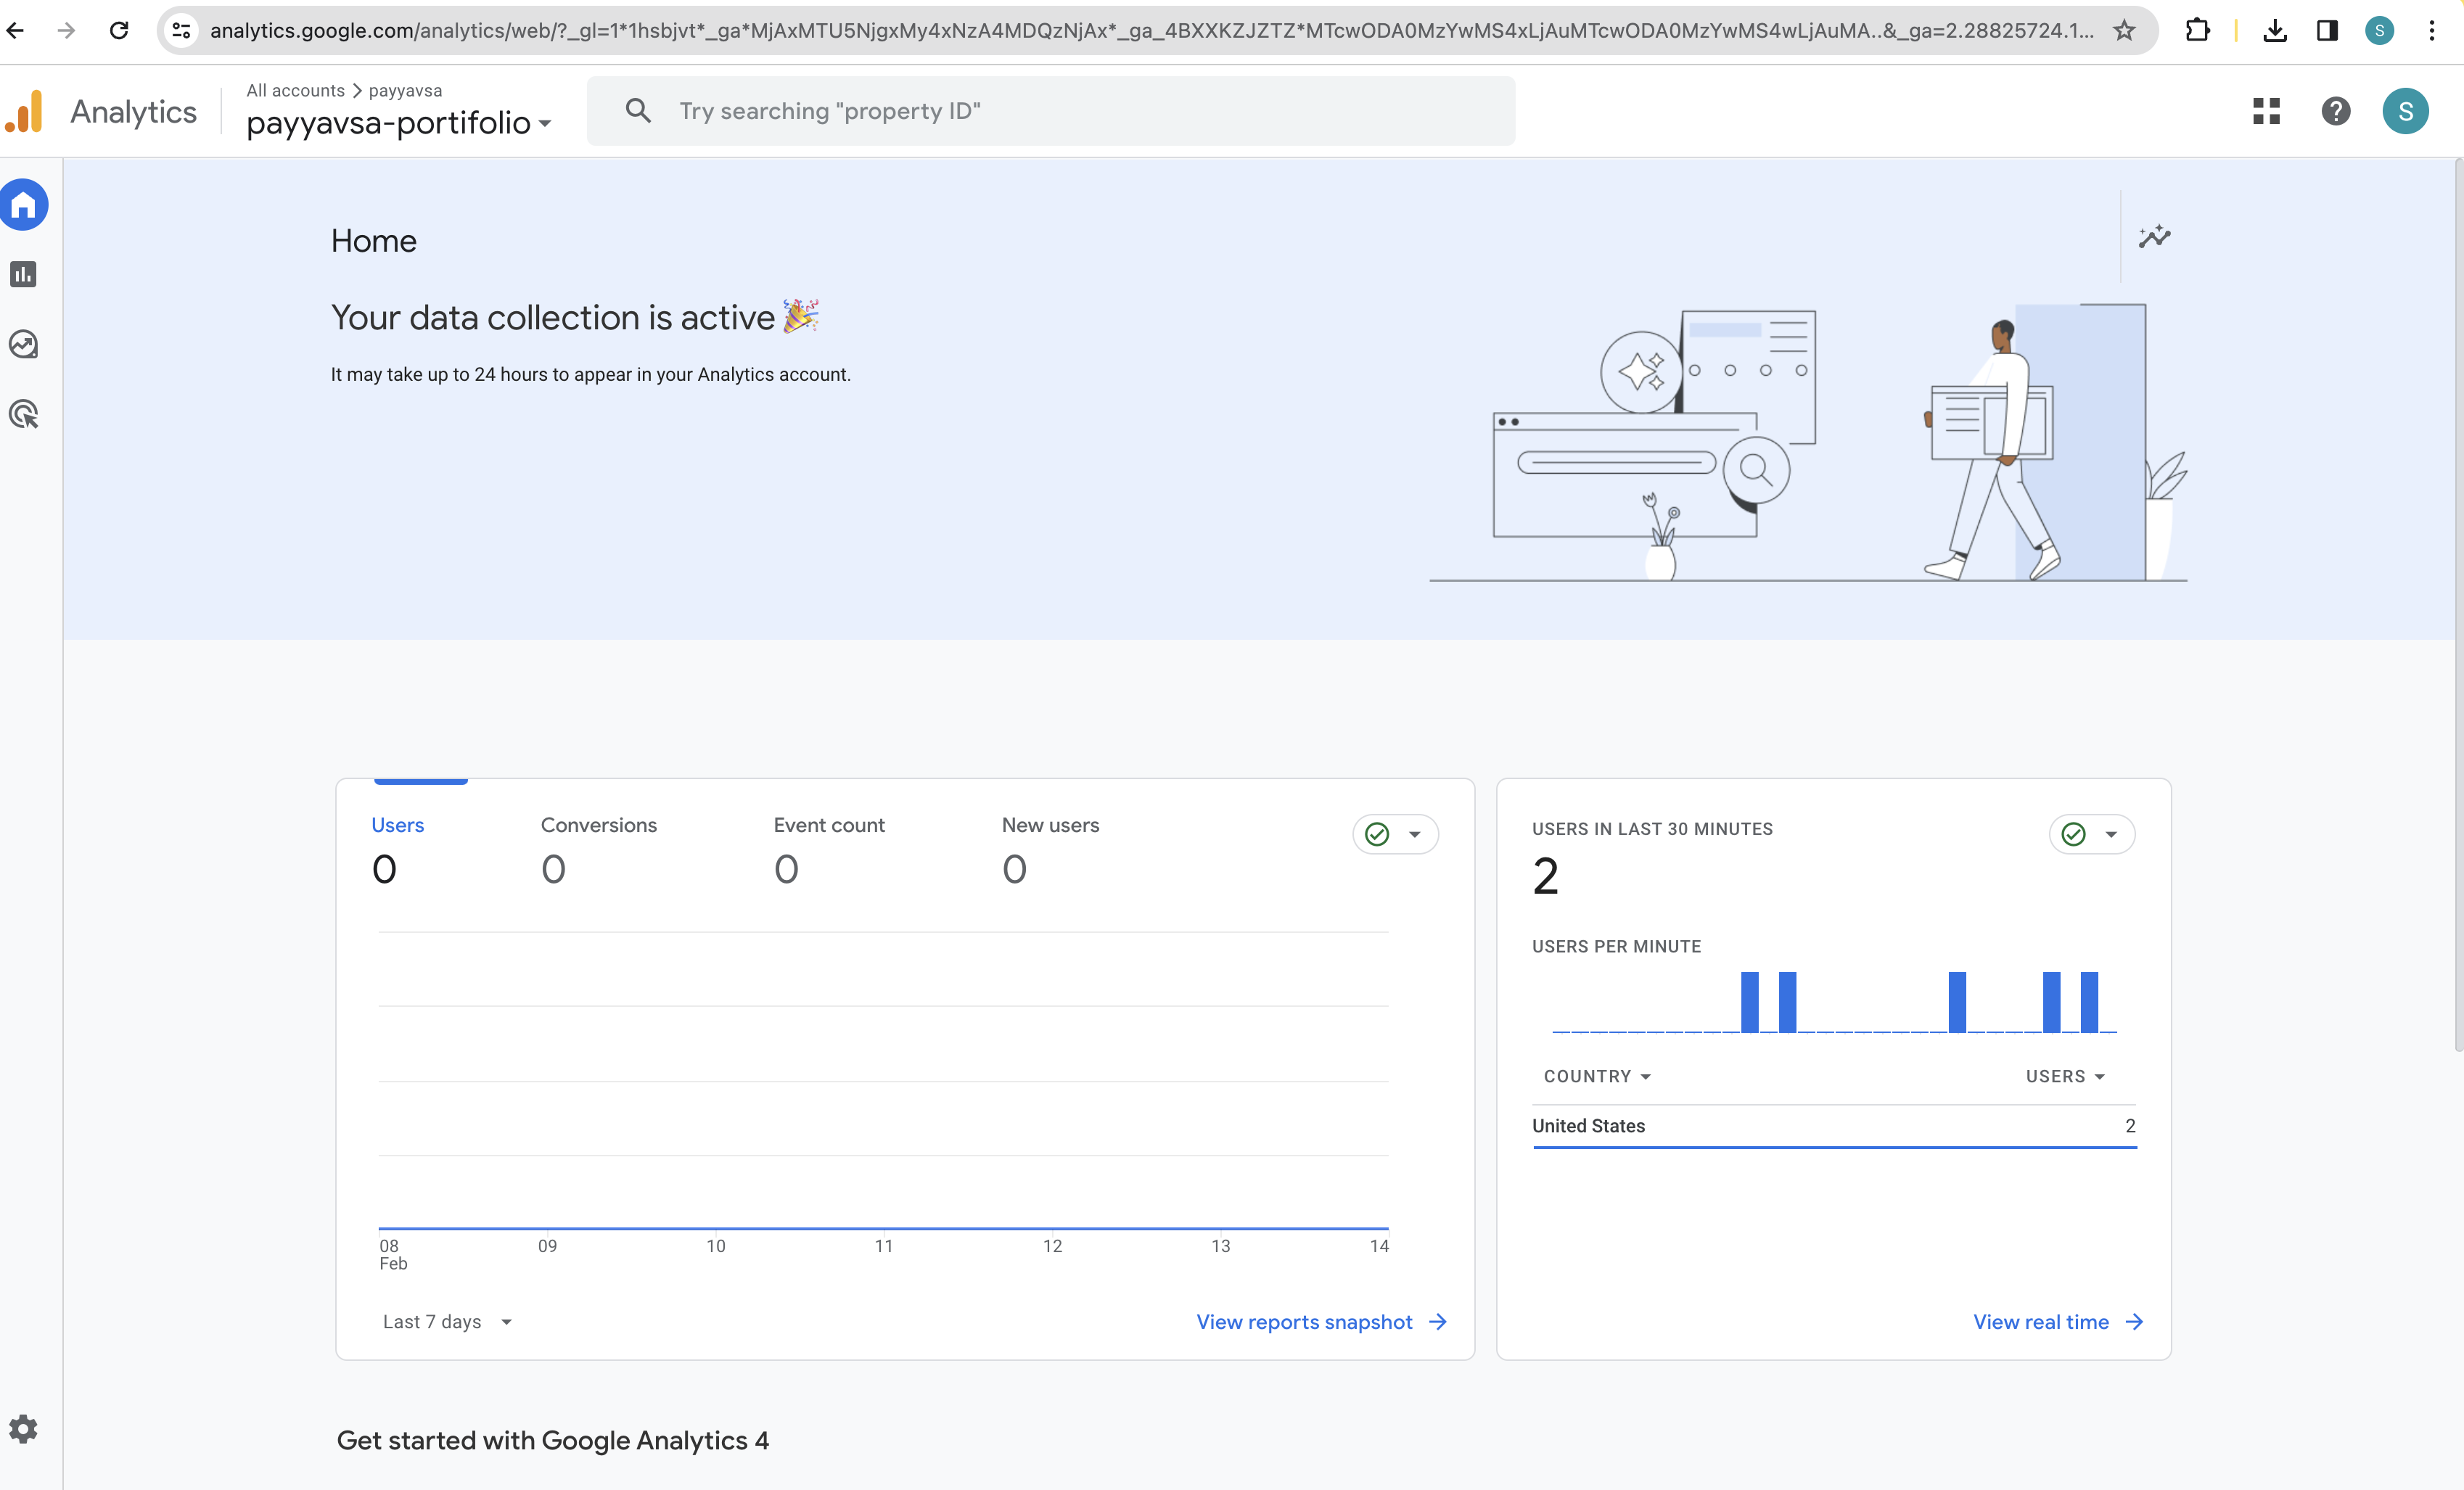 analytics.google.com/analytics/web/?_gl=1*1hsbjvt*_ga*MjAxMTU5NjgxMy4xNzA4MDQzNjAx*_ga_4BXXKZJZTZ*MTcwODA0MzYwMS4xLjAuMTcwODA0MzYwMS4wLjAuMA..&_ga=2.28825724.1...
S
Analytics
All accounts > payyavsa
payyavsa-portifolio
Try searching "property ID"
S
Home
Your data collection is active 🎉
It may take up to 24 hours to appear in your Analytics account.
Users
0
Conversions
0
Event count
0
New users
0
08
Feb
09
10
11
12
13
14
Last 7 days
View reports snapshot
USERS IN LAST 30 MINUTES
2
USERS PER MINUTE
COUNTRY
USERS
United States
2
View real time
Get started with Google Analytics 4